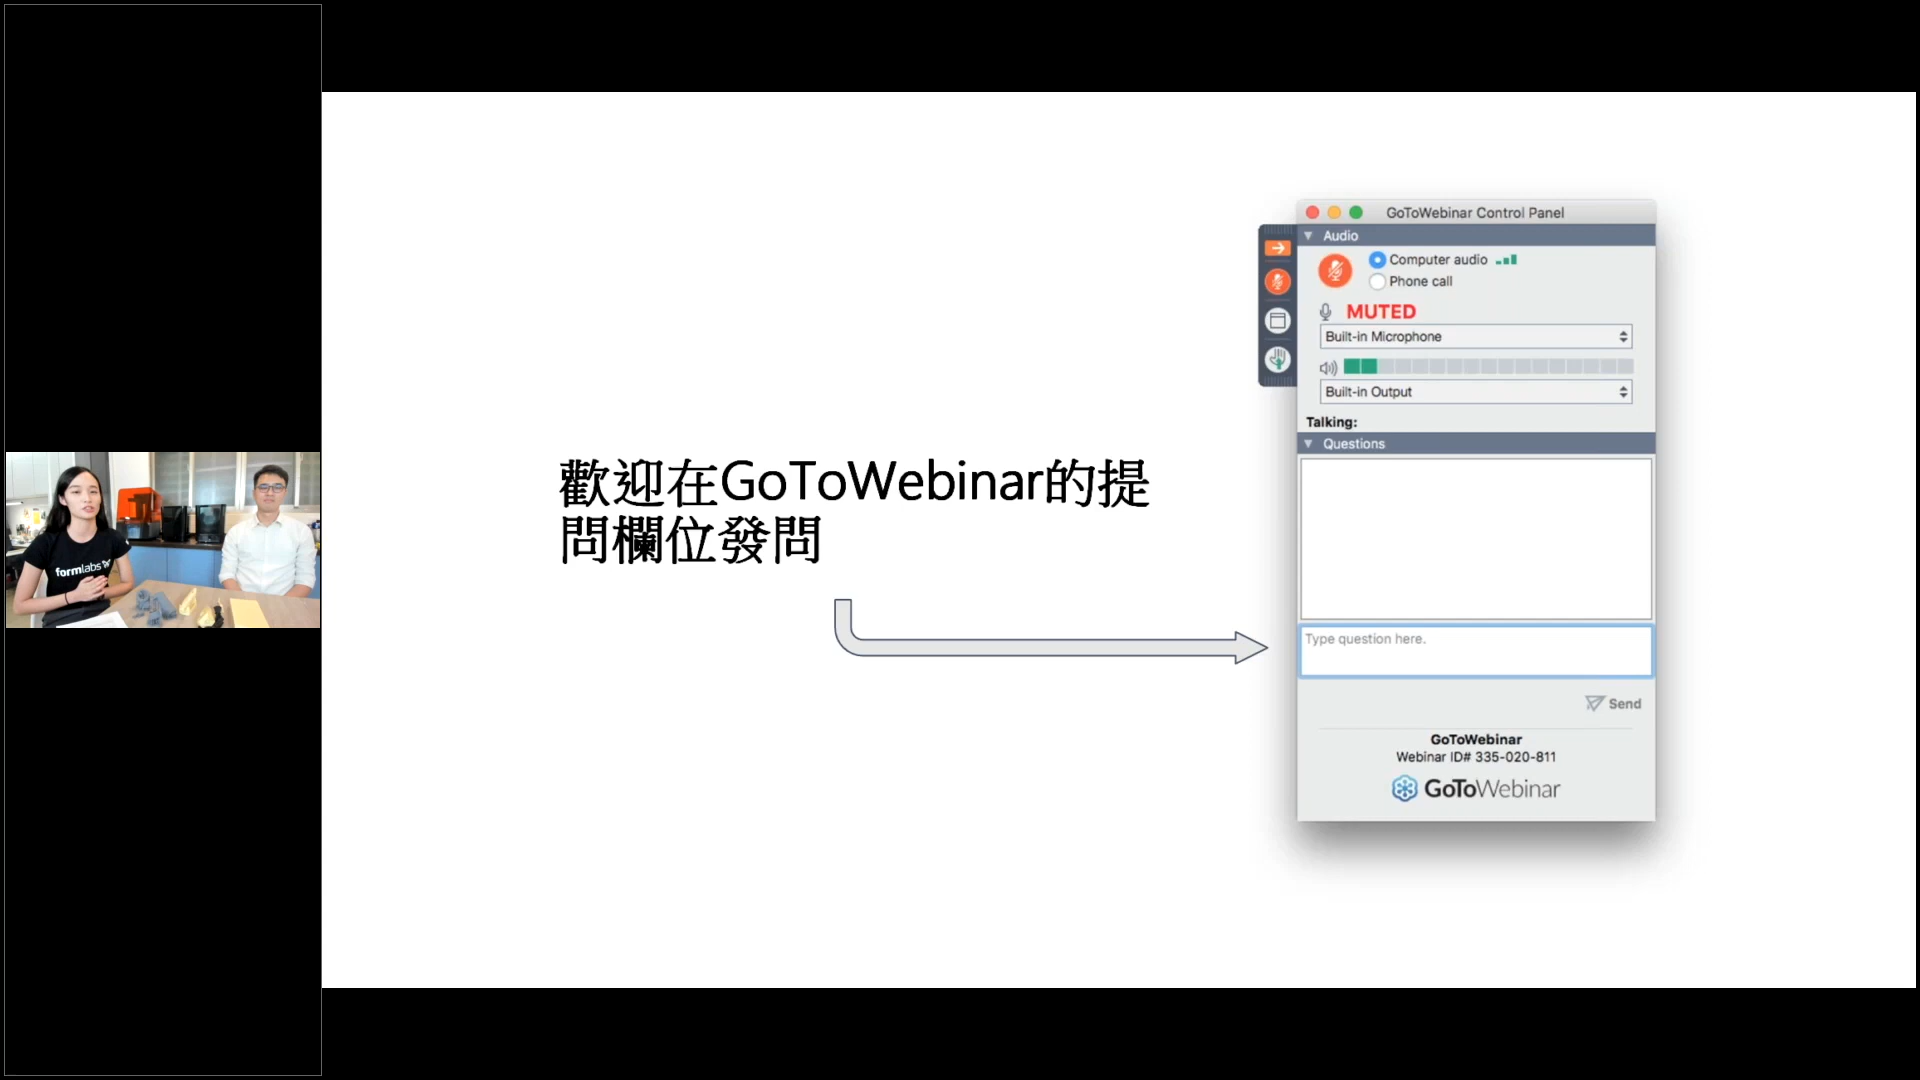 formlabs
歡迎在GoToWebinar的提
問欄位發問
GoToWebinar Control Panel
Audio
Computer audio
Phone call
MUTED
Built-in Microphone
Built-in Output
Talking:
Questions
Type question here.
Send
GoToWebinar
Webinar ID# 335-020-811
GoToWebinar